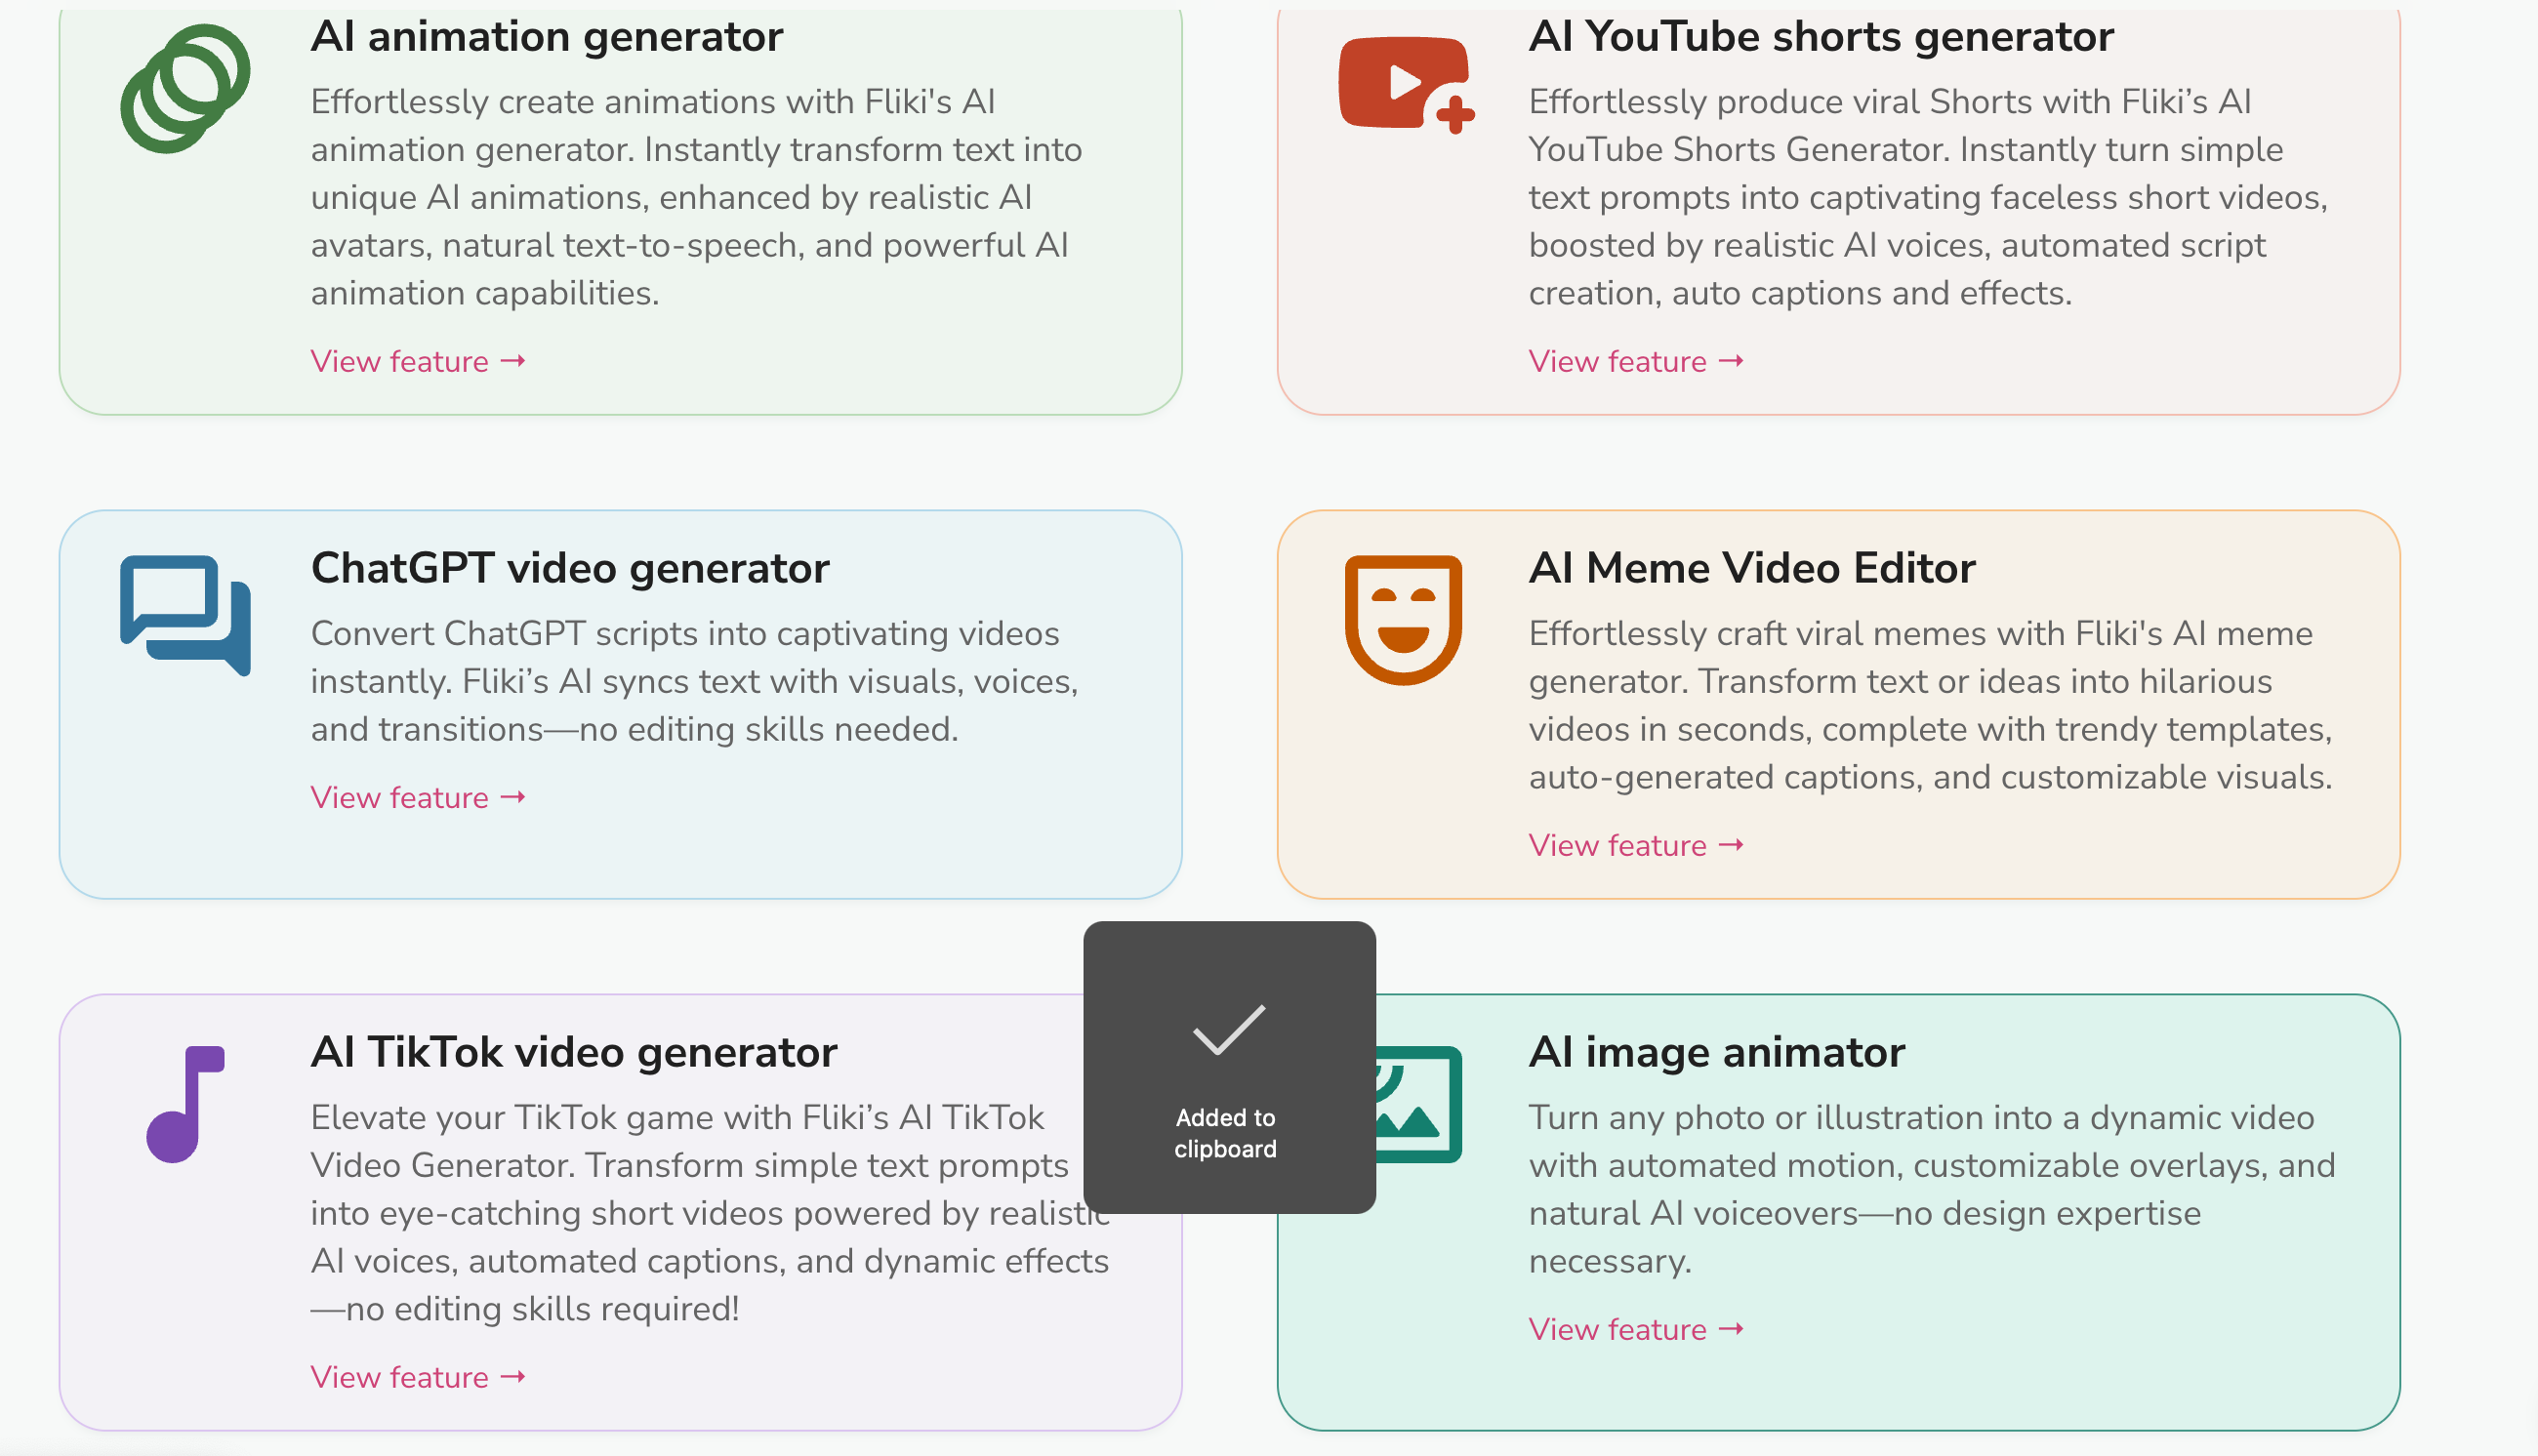 AI animation generator
Effortlessly create animations with Fliki's AI
animation generator. Instantly transform text into
unique AI animations, enhanced by realistic AI
avatars, natural text-to-speech, and powerful AI
animation capabilities.
View feature →
AI YouTube shorts generator
Effortlessly produce viral Shorts with Fliki’s AI
YouTube Shorts Generator. Instantly turn simple
text prompts into captivating faceless short videos,
boosted by realistic AI voices, automated script
creation, auto captions and effects.
View feature →
ChatGPT video generator
Convert ChatGPT scripts into captivating videos
instantly. Fliki’s AI syncs text with visuals, voices,
and transitions—no editing skills needed.
View feature →
AI Meme Video Editor
Effortlessly craft viral memes with Fliki's AI meme
generator. Transform text or ideas into hilarious
videos in seconds, complete with trendy templates,
auto-generated captions, and customizable visuals.
View feature →
AI TikTok video generator
Elevate your TikTok game with Fliki’s AI TikTok
Video Generator. Transform simple text prompts
into eye-catching short videos powered by realistic
AI voices, automated captions, and dynamic effects
—no editing skills required!
View feature →
Added to
clipboard
AI image animator
Turn any photo or illustration into a dynamic video
with automated motion, customizable overlays, and
natural AI voiceovers—no design expertise
necessary.
View feature →